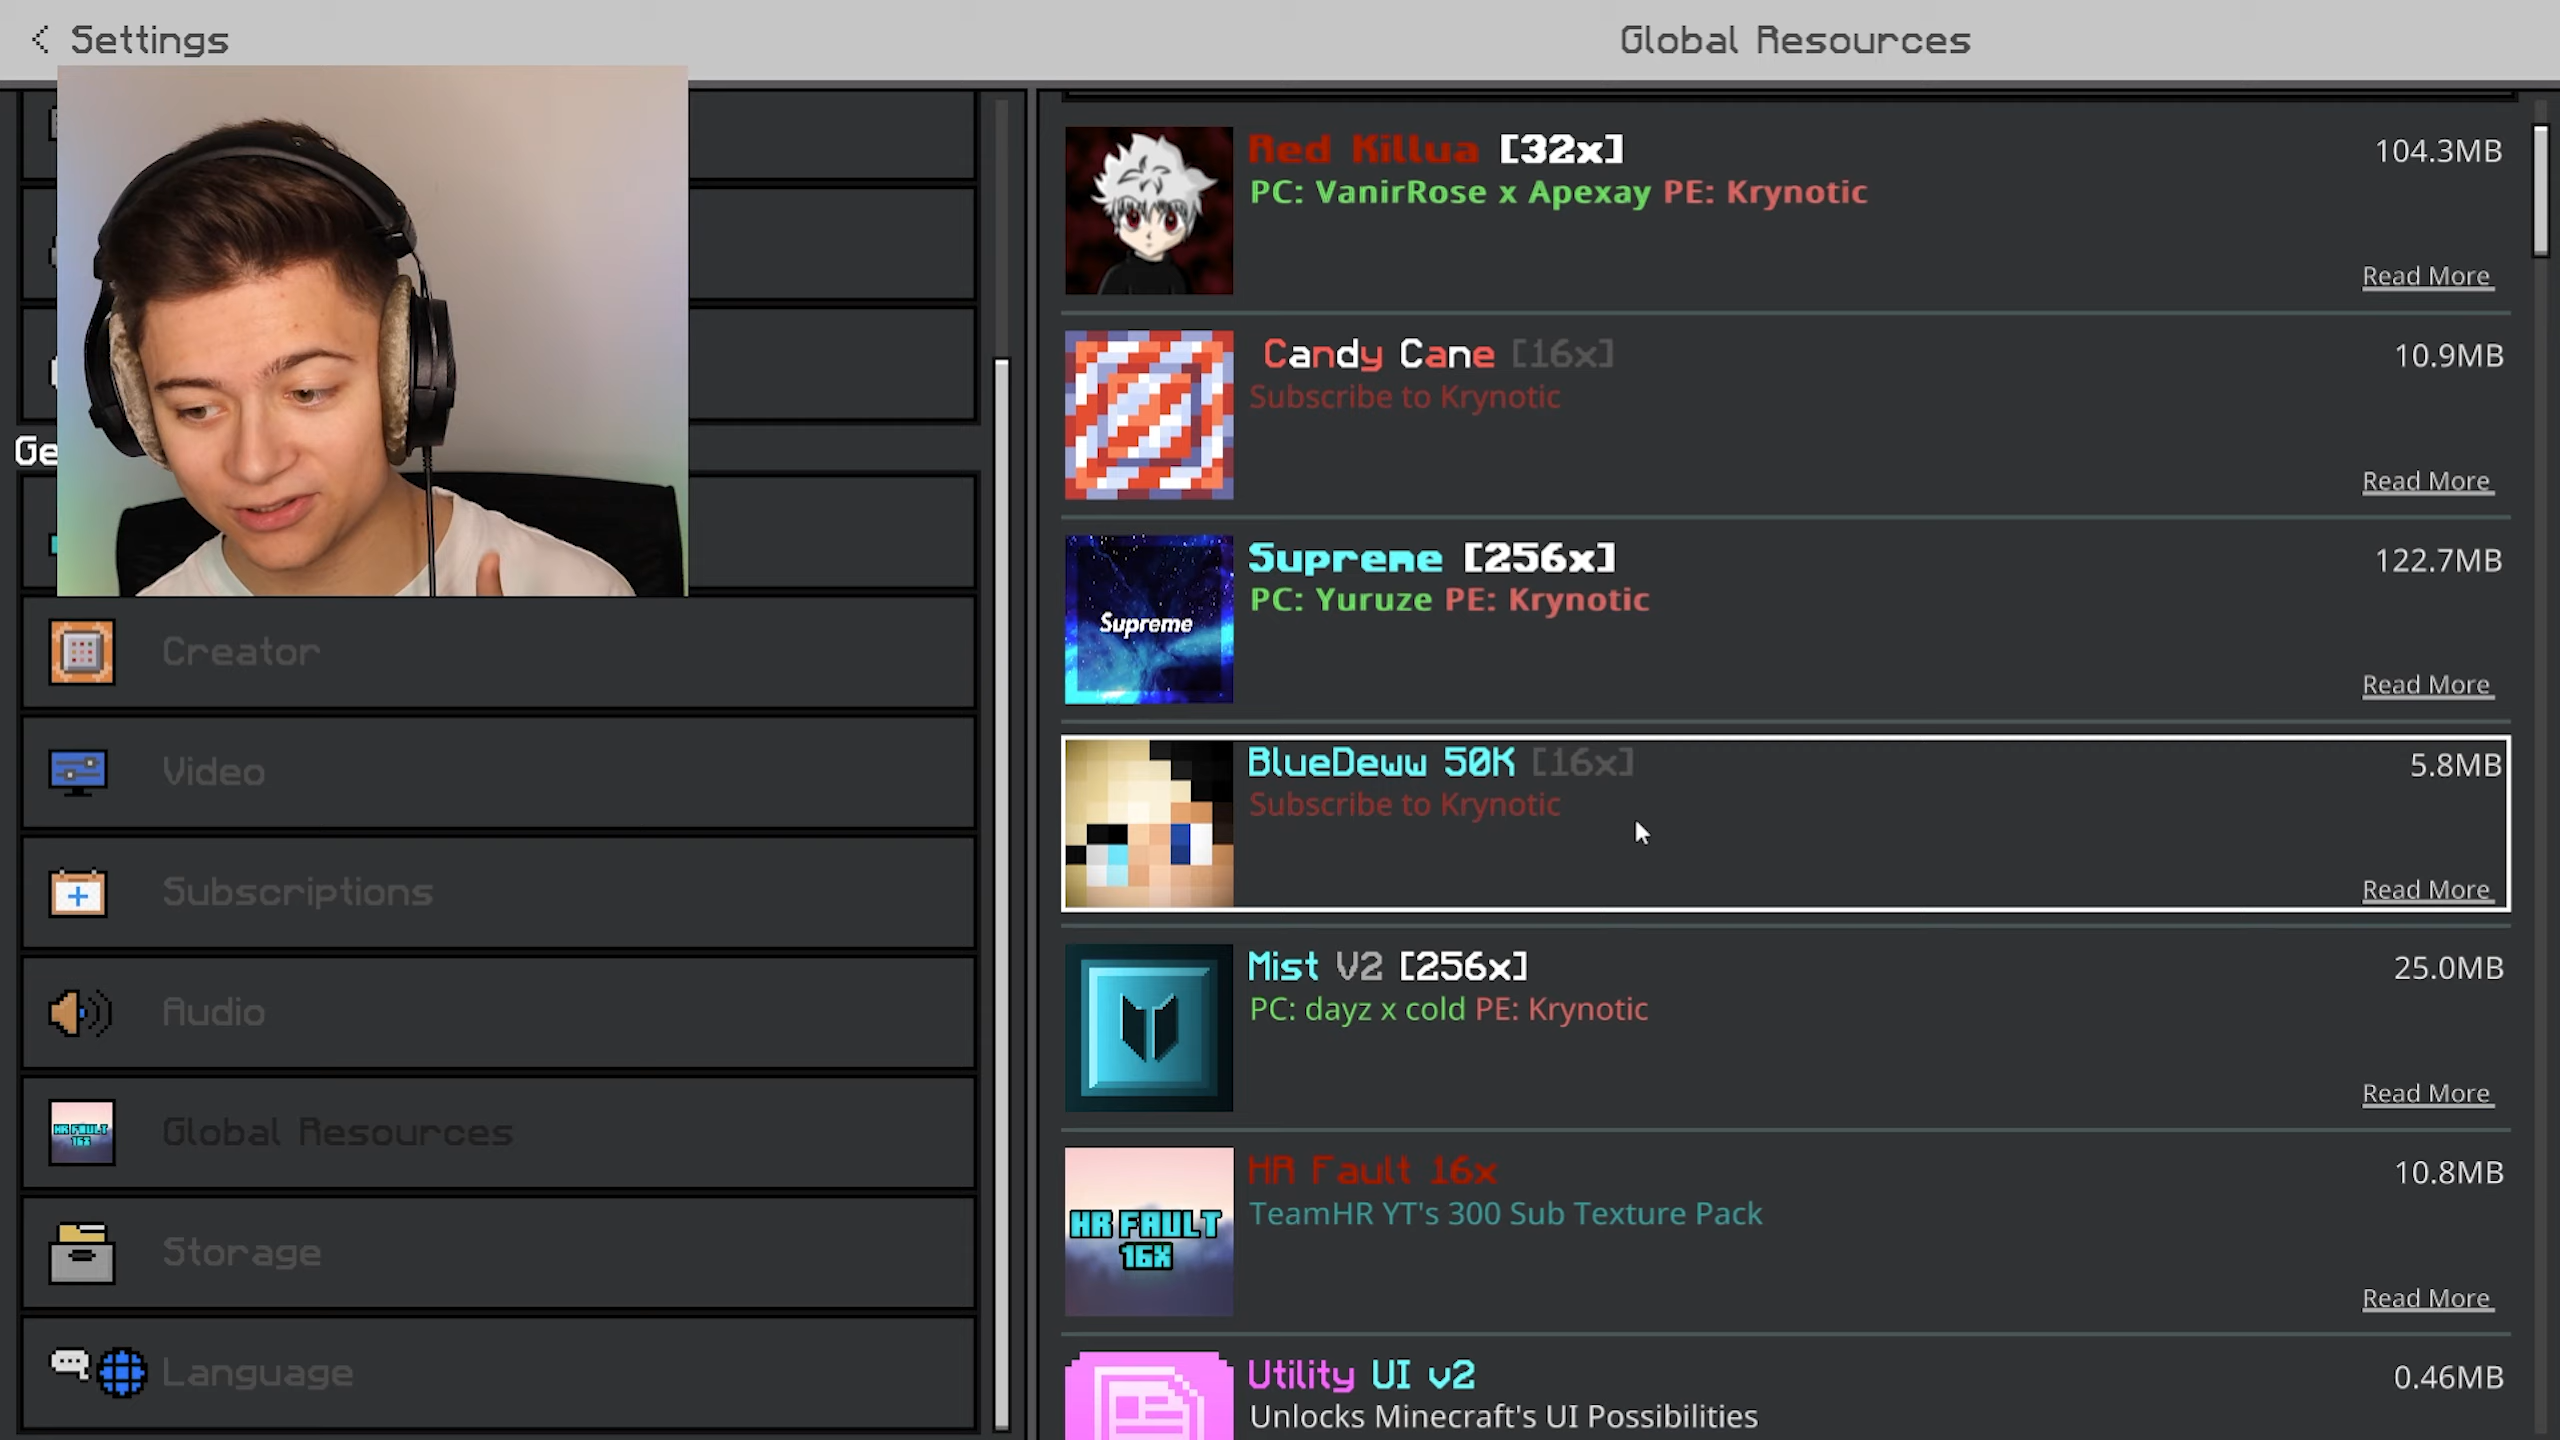 Settings
Global Resources
Ge
Creator
Video
Subscriptions
Audio
HR FAULT
16X
Global Resources
Storage
Language
Red Killua [32x]
104.3MB
PC: VanirRose x Apexay PE: Krynotic
Read More
Candy Cane [16x]
10.9MB
Subscribe to Krynotic
Read More
Supreme
Supreme [256x]
122.7MB
PC: Yuruze PE: Krynotic
Read More
BlueDeww 50K [16x]
5.8MB
Subscribe to Krynotic
Read More
Mist V2 [256x]
25.0MB
PC: dayz x cold PE: Krynotic
Read More
HR FAULT
16X
HR Fault 16x
10.8MB
TeamHR YT's 300 Sub Texture Pack
Read More
Utility UI v2
0.46MB
Unlocks Minecraft's UI Possibilities